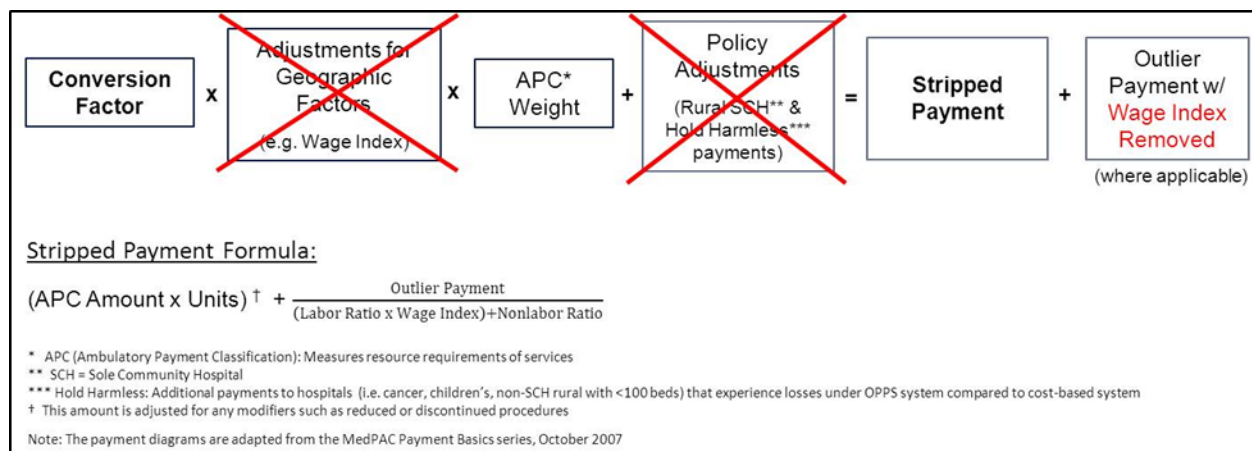 Conversion
Factor
x
Adjustments for
Geographic
Factors
(e.g. Wage Index)
x
APC*
Weight
+
Policy
Adjustments
(Rural SCH** &
Hold Harmless***
payments)
=
Stripped
Payment
+
Outlier
Payment w/
Wage Index
Removed
(where applicable)
Stripped Payment Formula:
(APC Amount x Units) † + Outlier Payment
(Labor Ratio x Wage Index)+Nonlabor Ratio
* APC (Ambulatory Payment Classification): Measures resource requirements of services
** SCH = Sole Community Hospital
*** Hold Harmless: Additional payments to hospitals (i.e. cancer, children's, non-SCH rural with <100 beds) that experience losses under OPPS system compared to cost-based system
† This amount is adjusted for any modifiers such as reduced or discontinued procedures
Note: The payment diagrams are adapted from the MedPAC Payment Basics series, October 2007